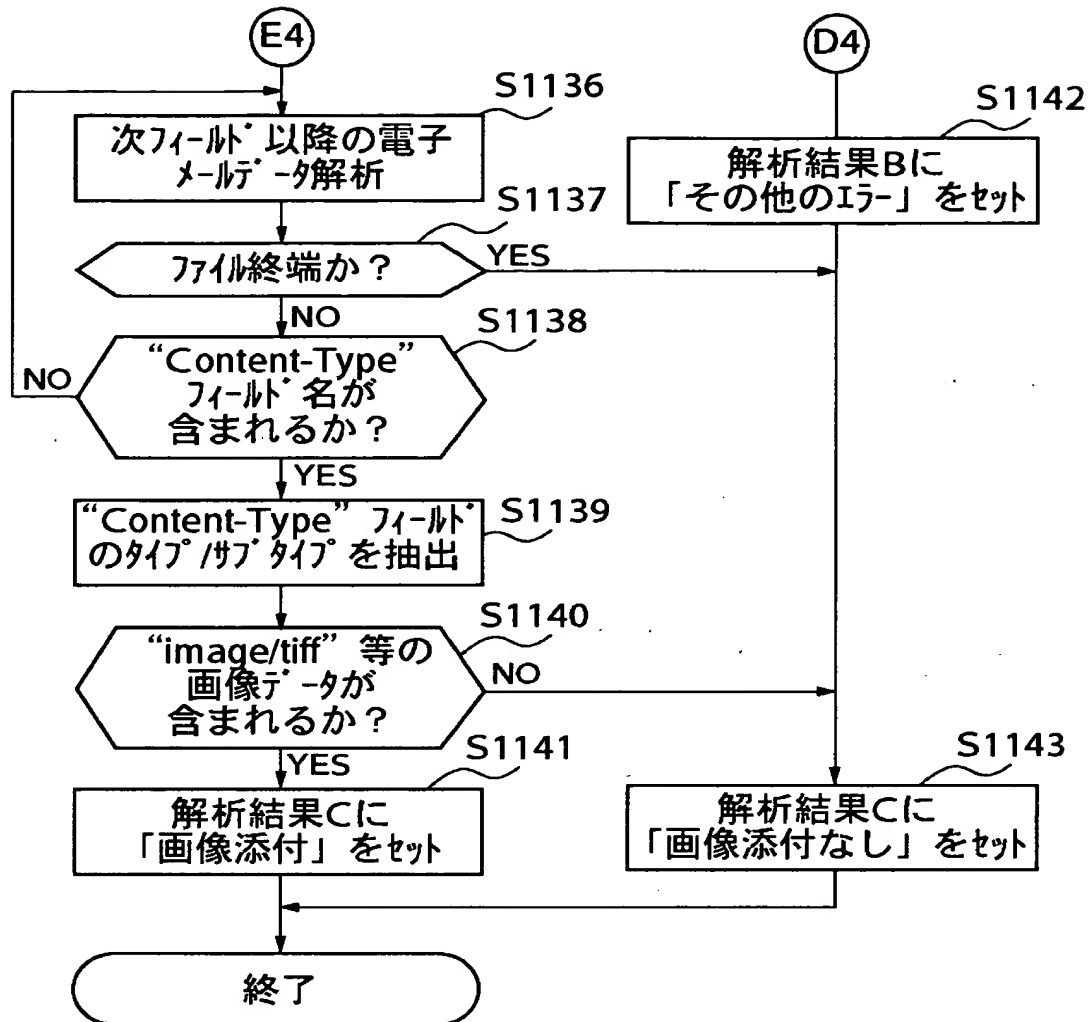 E4
D4
S1136
次ﾌｨｰﾙﾄﾞ以降の電子
ﾒｰﾙﾃﾞｰﾀ解析
S1142
解析結果Bに
「その他のｴﾗｰ」をｾｯﾄ
S1137
ﾌｧｲﾙ終端か？
YES
NO
S1138
“Content-Type”
ﾌｨｰﾙﾄﾞ名が
含まれるか？
NO
YES
S1139
“Content-Type” ﾌｨｰﾙﾄﾞ
のﾀｲﾌﾟ/ｻﾌﾞﾀｲﾌﾟを抽出
S1140
“image/tiff” 等の
画像ﾃﾞｰﾀが
含まれるか？
NO
YES
S1141
解析結果Cに
「画像添付」をｾｯﾄ
S1143
解析結果Cに
「画像添付なし」をｾｯﾄ
終了